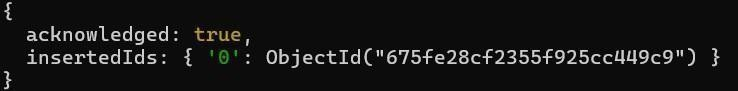 {
  acknowledged: true,
  insertedIds: { '0': ObjectId("675fe28cf2355f925cc449c9") }
}